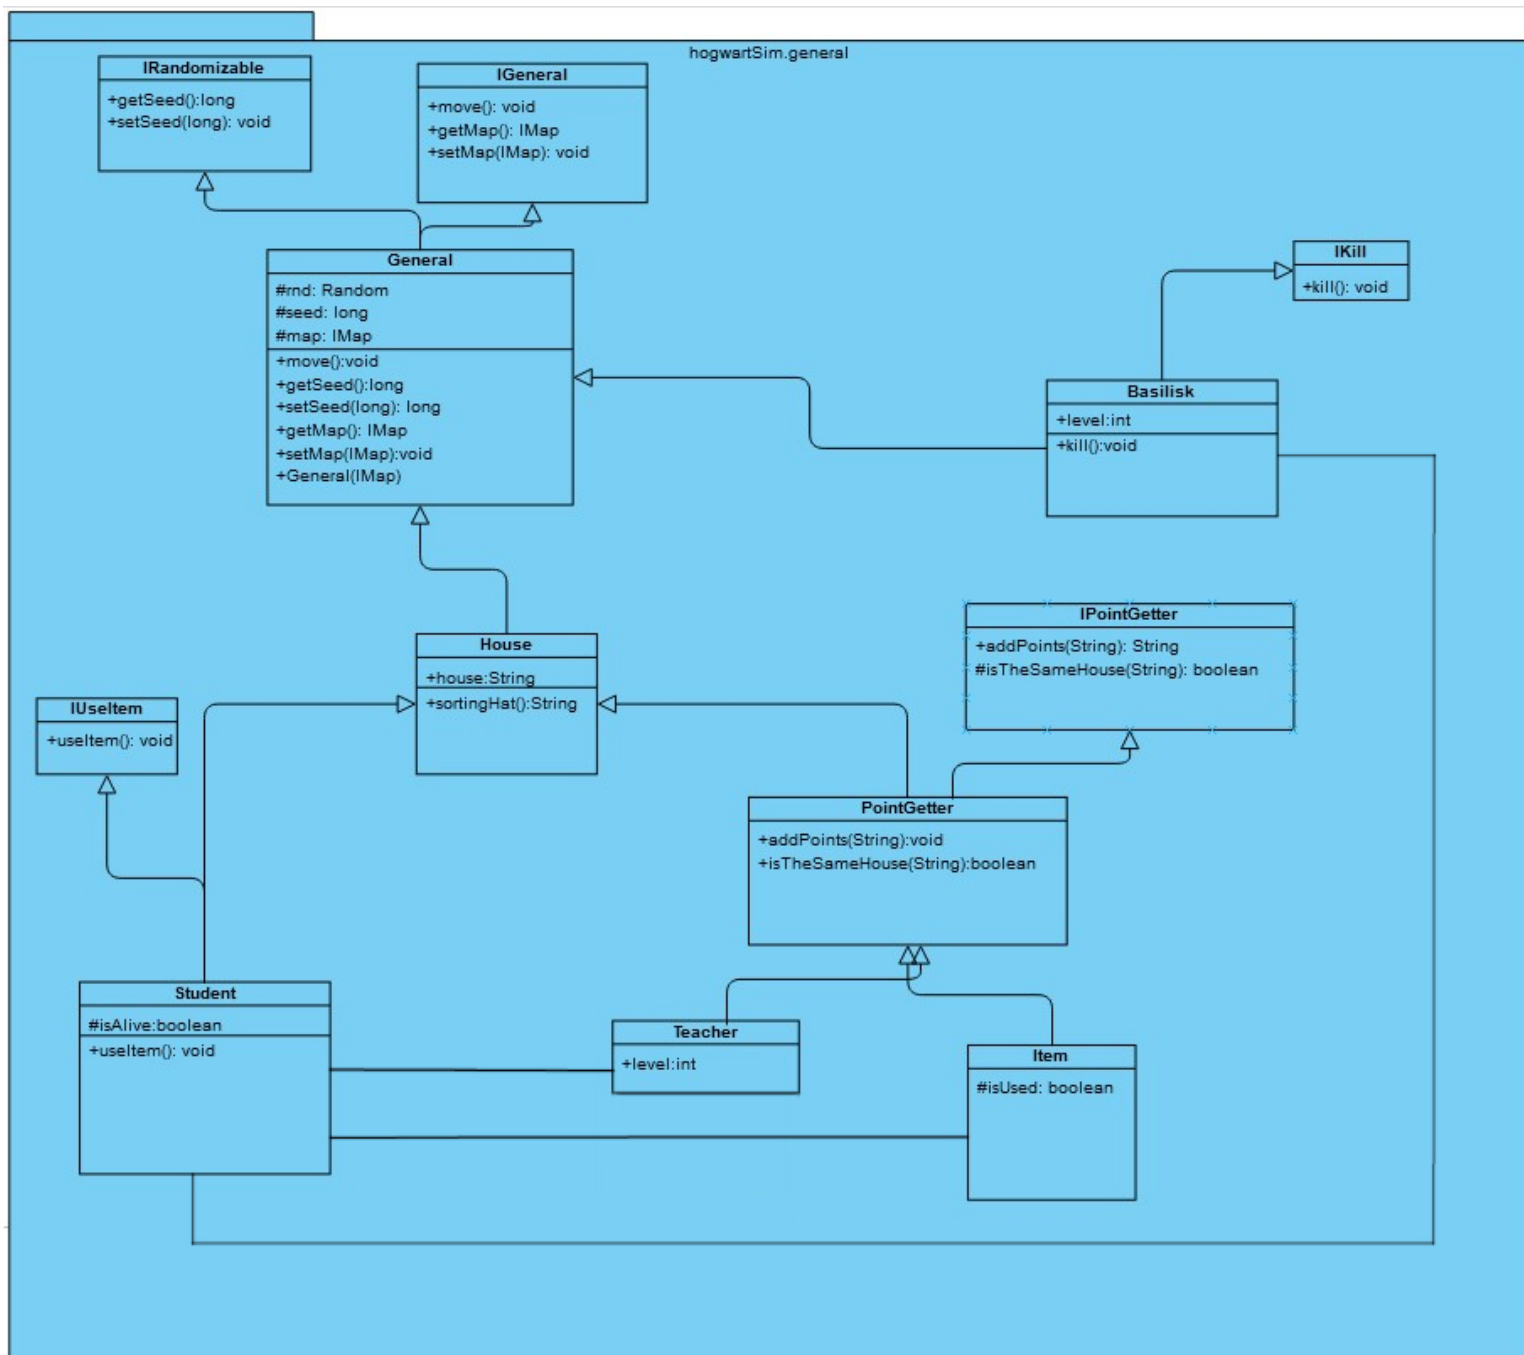 hogwartSim.general
IRandomizable
+getSeed():long
+setSeed(long): void
IGeneral
+move(): void
+getMap(): IMap
+setMap(IMap): void
General
#rnd: Random
#seed: long
#map: IMap
+move():void
+getSeed():long
+setSeed(long): long
+getMap(): IMap
+setMap(IMap):void
+General(IMap)
IKill
+kill(): void
Basilisk
+level:int
+kill():void
House
+house:String
+sortingHat():String
IPointGetter
+addPoints(String): String
#isTheSameHouse(String): boolean
IUseItem
+useItem(): void
PointGetter
+addPoints(String):void
+isTheSameHouse(String):boolean
Student
#isAlive:boolean
+useItem(): void
Teacher
+level:int
Item
#isUsed: boolean